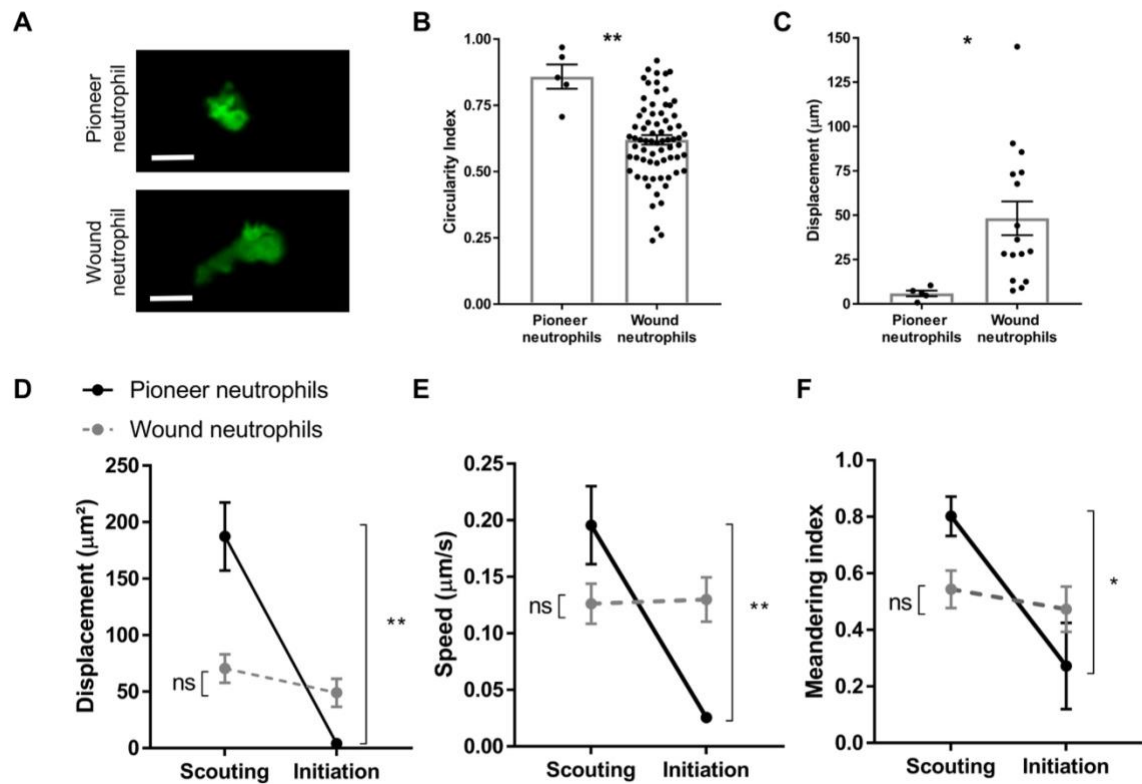 A
Pioneer
neutrophil
Wound
neutrophil
B
Circularity Index
1.00
0.75
0.50
0.25
0.00
**
Pioneer
neutrophils
Wound
neutrophils
C
Displacement (μm)
150
100
75
50
25
0
*
Pioneer
neutrophils
Wound
neutrophils
D
Pioneer neutrophils
Wound neutrophils
Displacement (μm²)
250
200
150
100
50
0
ns
**
Scouting
Initiation
E
Speed (μm/s)
0.25
0.20
0.15
0.10
0.05
0.00
ns
**
Scouting
Initiation
F
Meandering index
1.0
0.8
0.6
0.4
0.2
0.0
ns
*
Scouting
Initiation